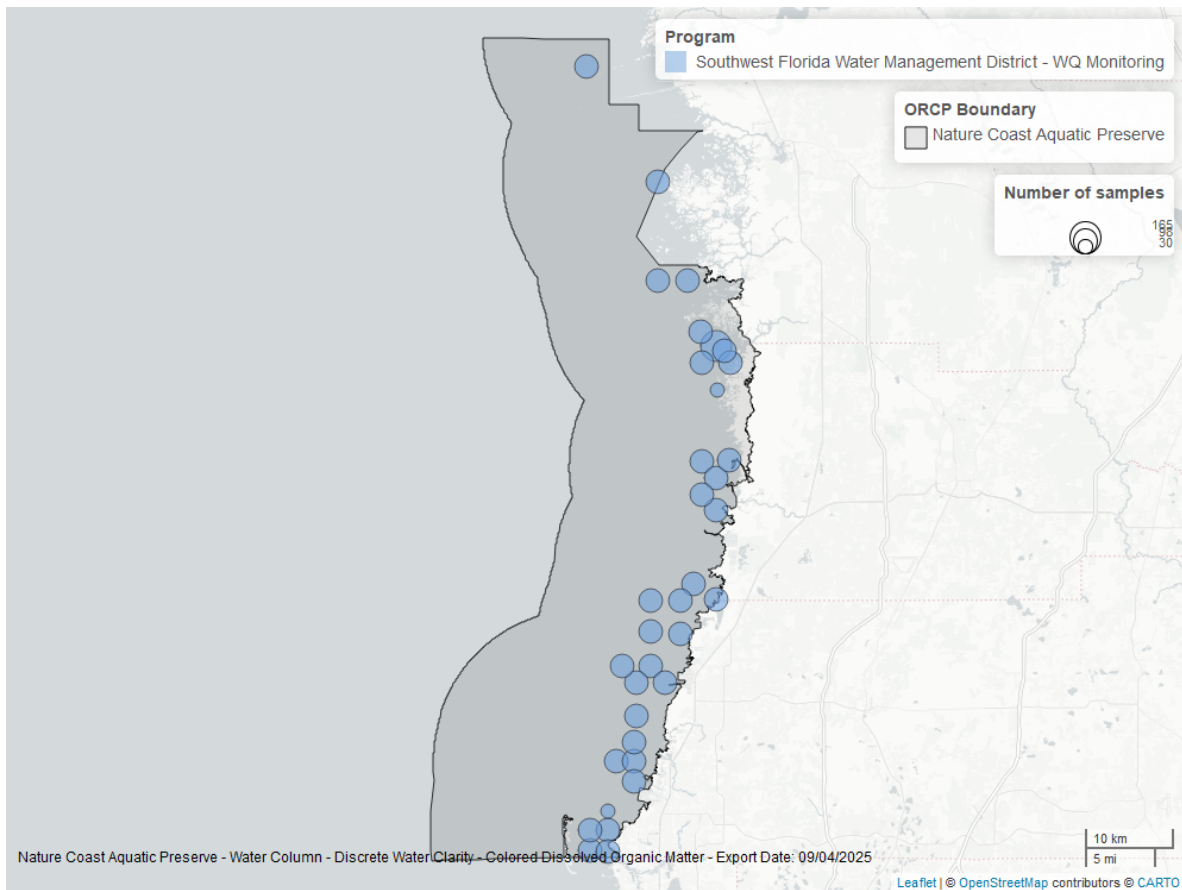 Program
Southwest Florida Water Management District - WQ Monitoring
ORCP Boundary
Nature Coast Aquatic Preserve
Number of samples
165
98
30
10 km
5 mi
Nature Coast Aquatic Preserve - Water Column - Discrete Water Clarity - Colored Dissolved Organic Matter - Export Date: 09/04/2025
Leaflet | © OpenStreetMap contributors © CARTO